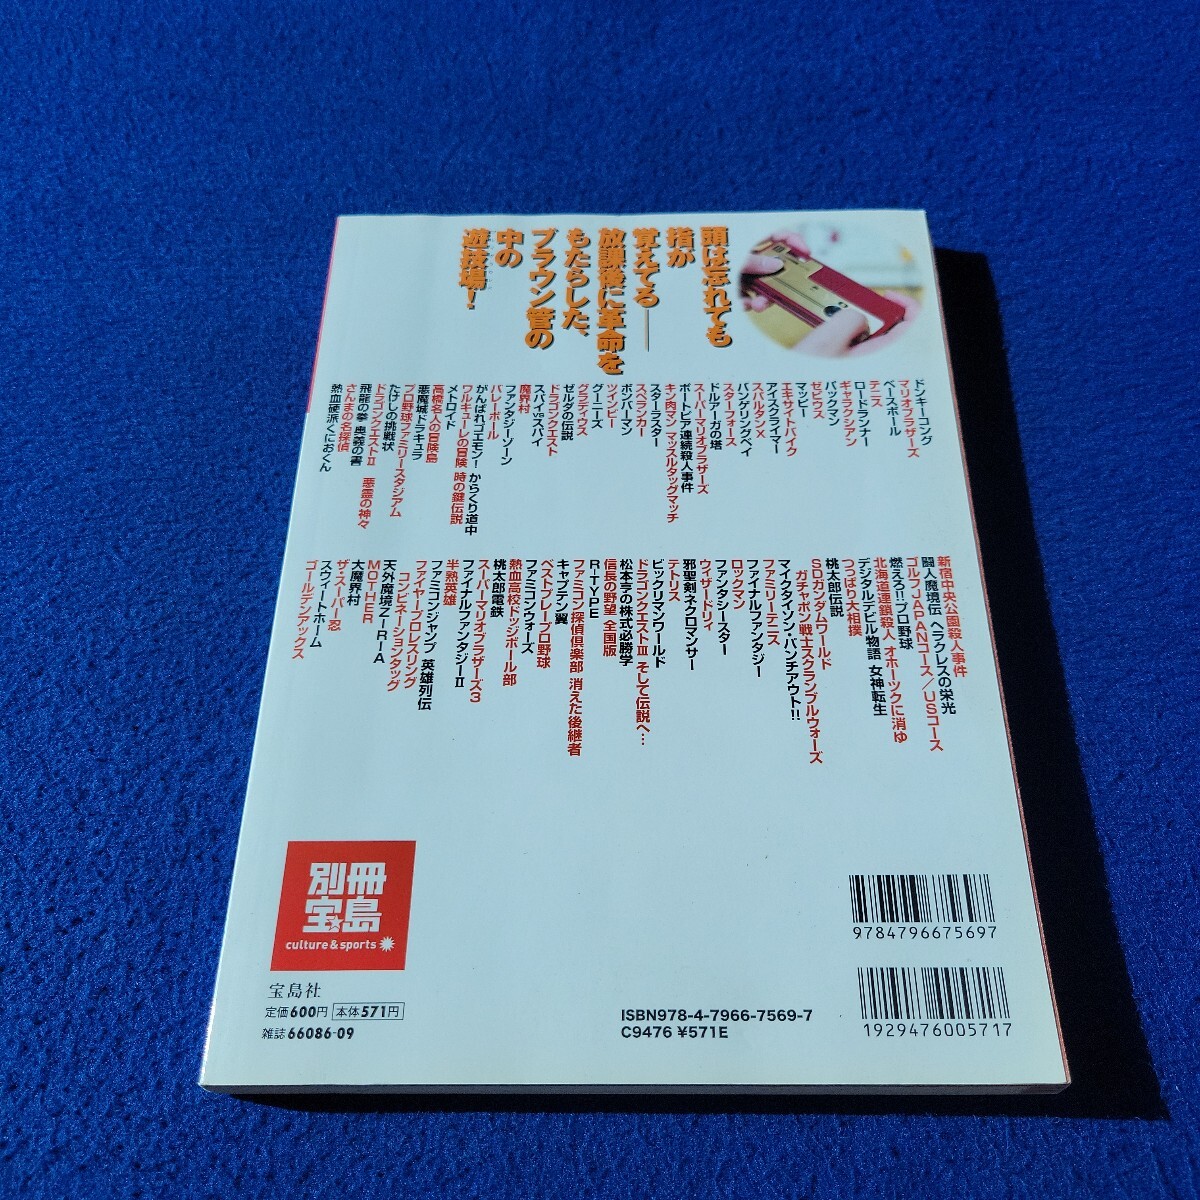 頭は忘れても
指が
覚えてる——
放課後に革命を
もたらした、
ブラウン管の
中の
遊技場！
ドンキーコング
マリオブラザーズ
ベースボール
テニス
ロードランナー
ギャラクシアン
パックマン
ゼビウス
マッピー
エキサイトバイク
アイスクライマー
スパルタンX
バンゲリングベイ
スターフォース
ドルアーガの塔
スーパーマリオブラザーズ
ポートピア連続殺人事件
キン肉マン マッスルタッグマッチ
スターラスター
スペランカー
ボンバーマン
ツインビー
グーニーズ
グラディウス
ゼルダの伝説
ドラゴンクエスト
スパイvsスパイ
魔界村
ファンタジーゾーン
バレーボール
がんばれゴエモン！ からくり道中
ワルキューレの冒険 時の鍵伝説
メトロイド
高橋名人の冒険島
悪魔城ドラキュラ
プロ野球ファミリースタジアム
たけしの挑戦状
ドラゴンクエストII 悪霊の神々
飛龍の拳 奥義の書
さんまの名探偵
熱血硬派くにおくん
新宿中央公園殺人事件
闘人魔境伝 ヘラクレスの栄光
ゴルフJAPANコース／USコース
燃えろ!!プロ野球
北海道連鎖殺人 オホーツクに消ゆ
デジタルデビル物語 女神転生
つっぱり大相撲
桃太郎伝説
SDガンダムワールド
ガチャポン戦士スクランブルウォーズ
マイクタイソン・パンチアウト!!
ファミリーテニス
ファイナルファンタジー
ロックマン
ファンタシースター
ウィザードリィ
邪聖剣ネクロマンサー
テトリス
ビックリマンワールド
ドラゴンクエストIII そして伝説へ…
松本亨の株式必勝学
信長の野望 全国版
R-TYPE
ファミコン探偵倶楽部 消えた後継者
キャプテン翼
ベストプレープロ野球
ファミコンウォーズ
熱血高校ドッジボール部
桃太郎電鉄
スーパーマリオブラザーズ3
ファイナルファンタジーII
半熟英雄
ファミコンジャンプ 英雄列伝
ファイヤープロレスリング
コンビネーションタッグ
天外魔境ZIRIA
MOTHER
大魔界村
ザ・スーパー忍
スウィートホーム
ゴールデンアックス
別冊
宝島
culture & sports
宝島社
定価600円 本体571円
雑誌 66086-09
9784796675697
1929476005717
ISBN978-4-7966-7569-7
C9476 ¥571E